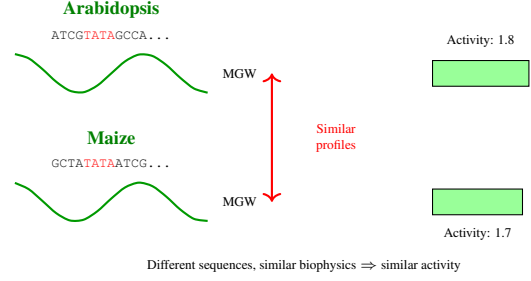 Arabidopsis
ATCGTATAGCCA...
MGW
Activity: 1.8
Similar
profiles
Maize
GCTATATAATCG...
MGW
Activity: 1.7
Different sequences, similar biophysics ⇒ similar activity